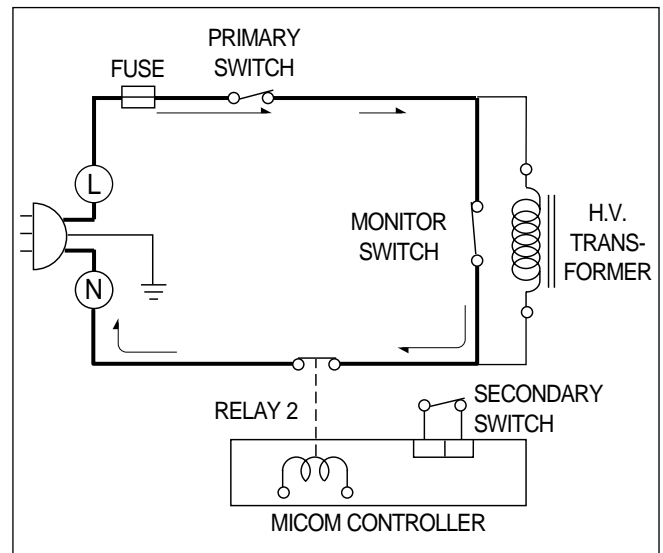 PRIMARY
SWITCH
FUSE
L
MONITOR
SWITCH
H.V.
TRANS-
FORMER
N
RELAY 2
SECONDARY
SWITCH
MICOM CONTROLLER